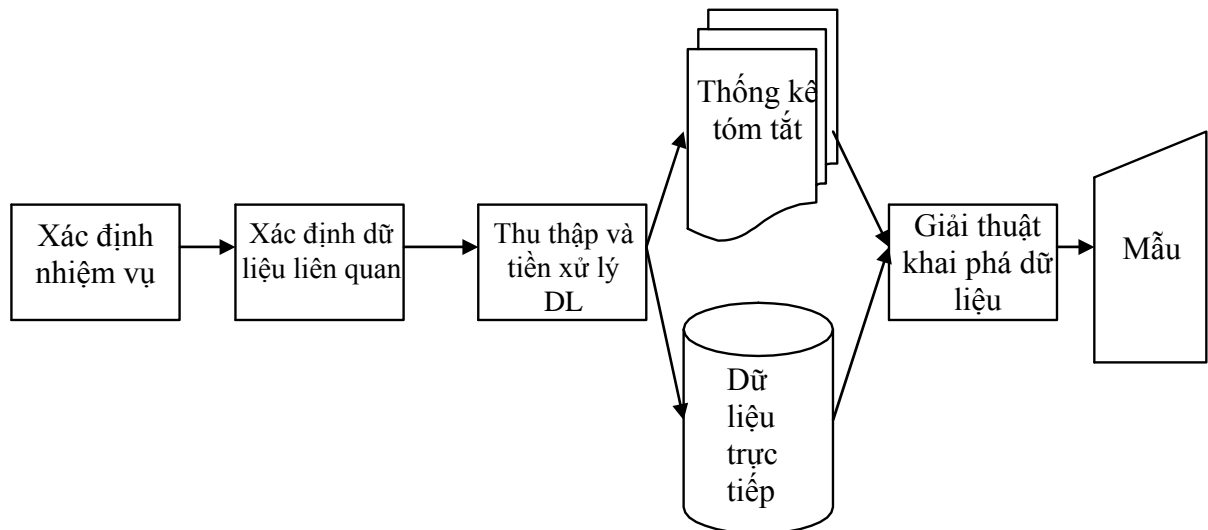 Xác định
nhiệm vụ
Xác định dữ
liệu liên quan
Thu thập và
tiền xử lý
DL
Thống kê
tóm tắt
Dữ
liệu
trực
tiếp
Giải thuật
khai phá dữ
liệu
Mẫu